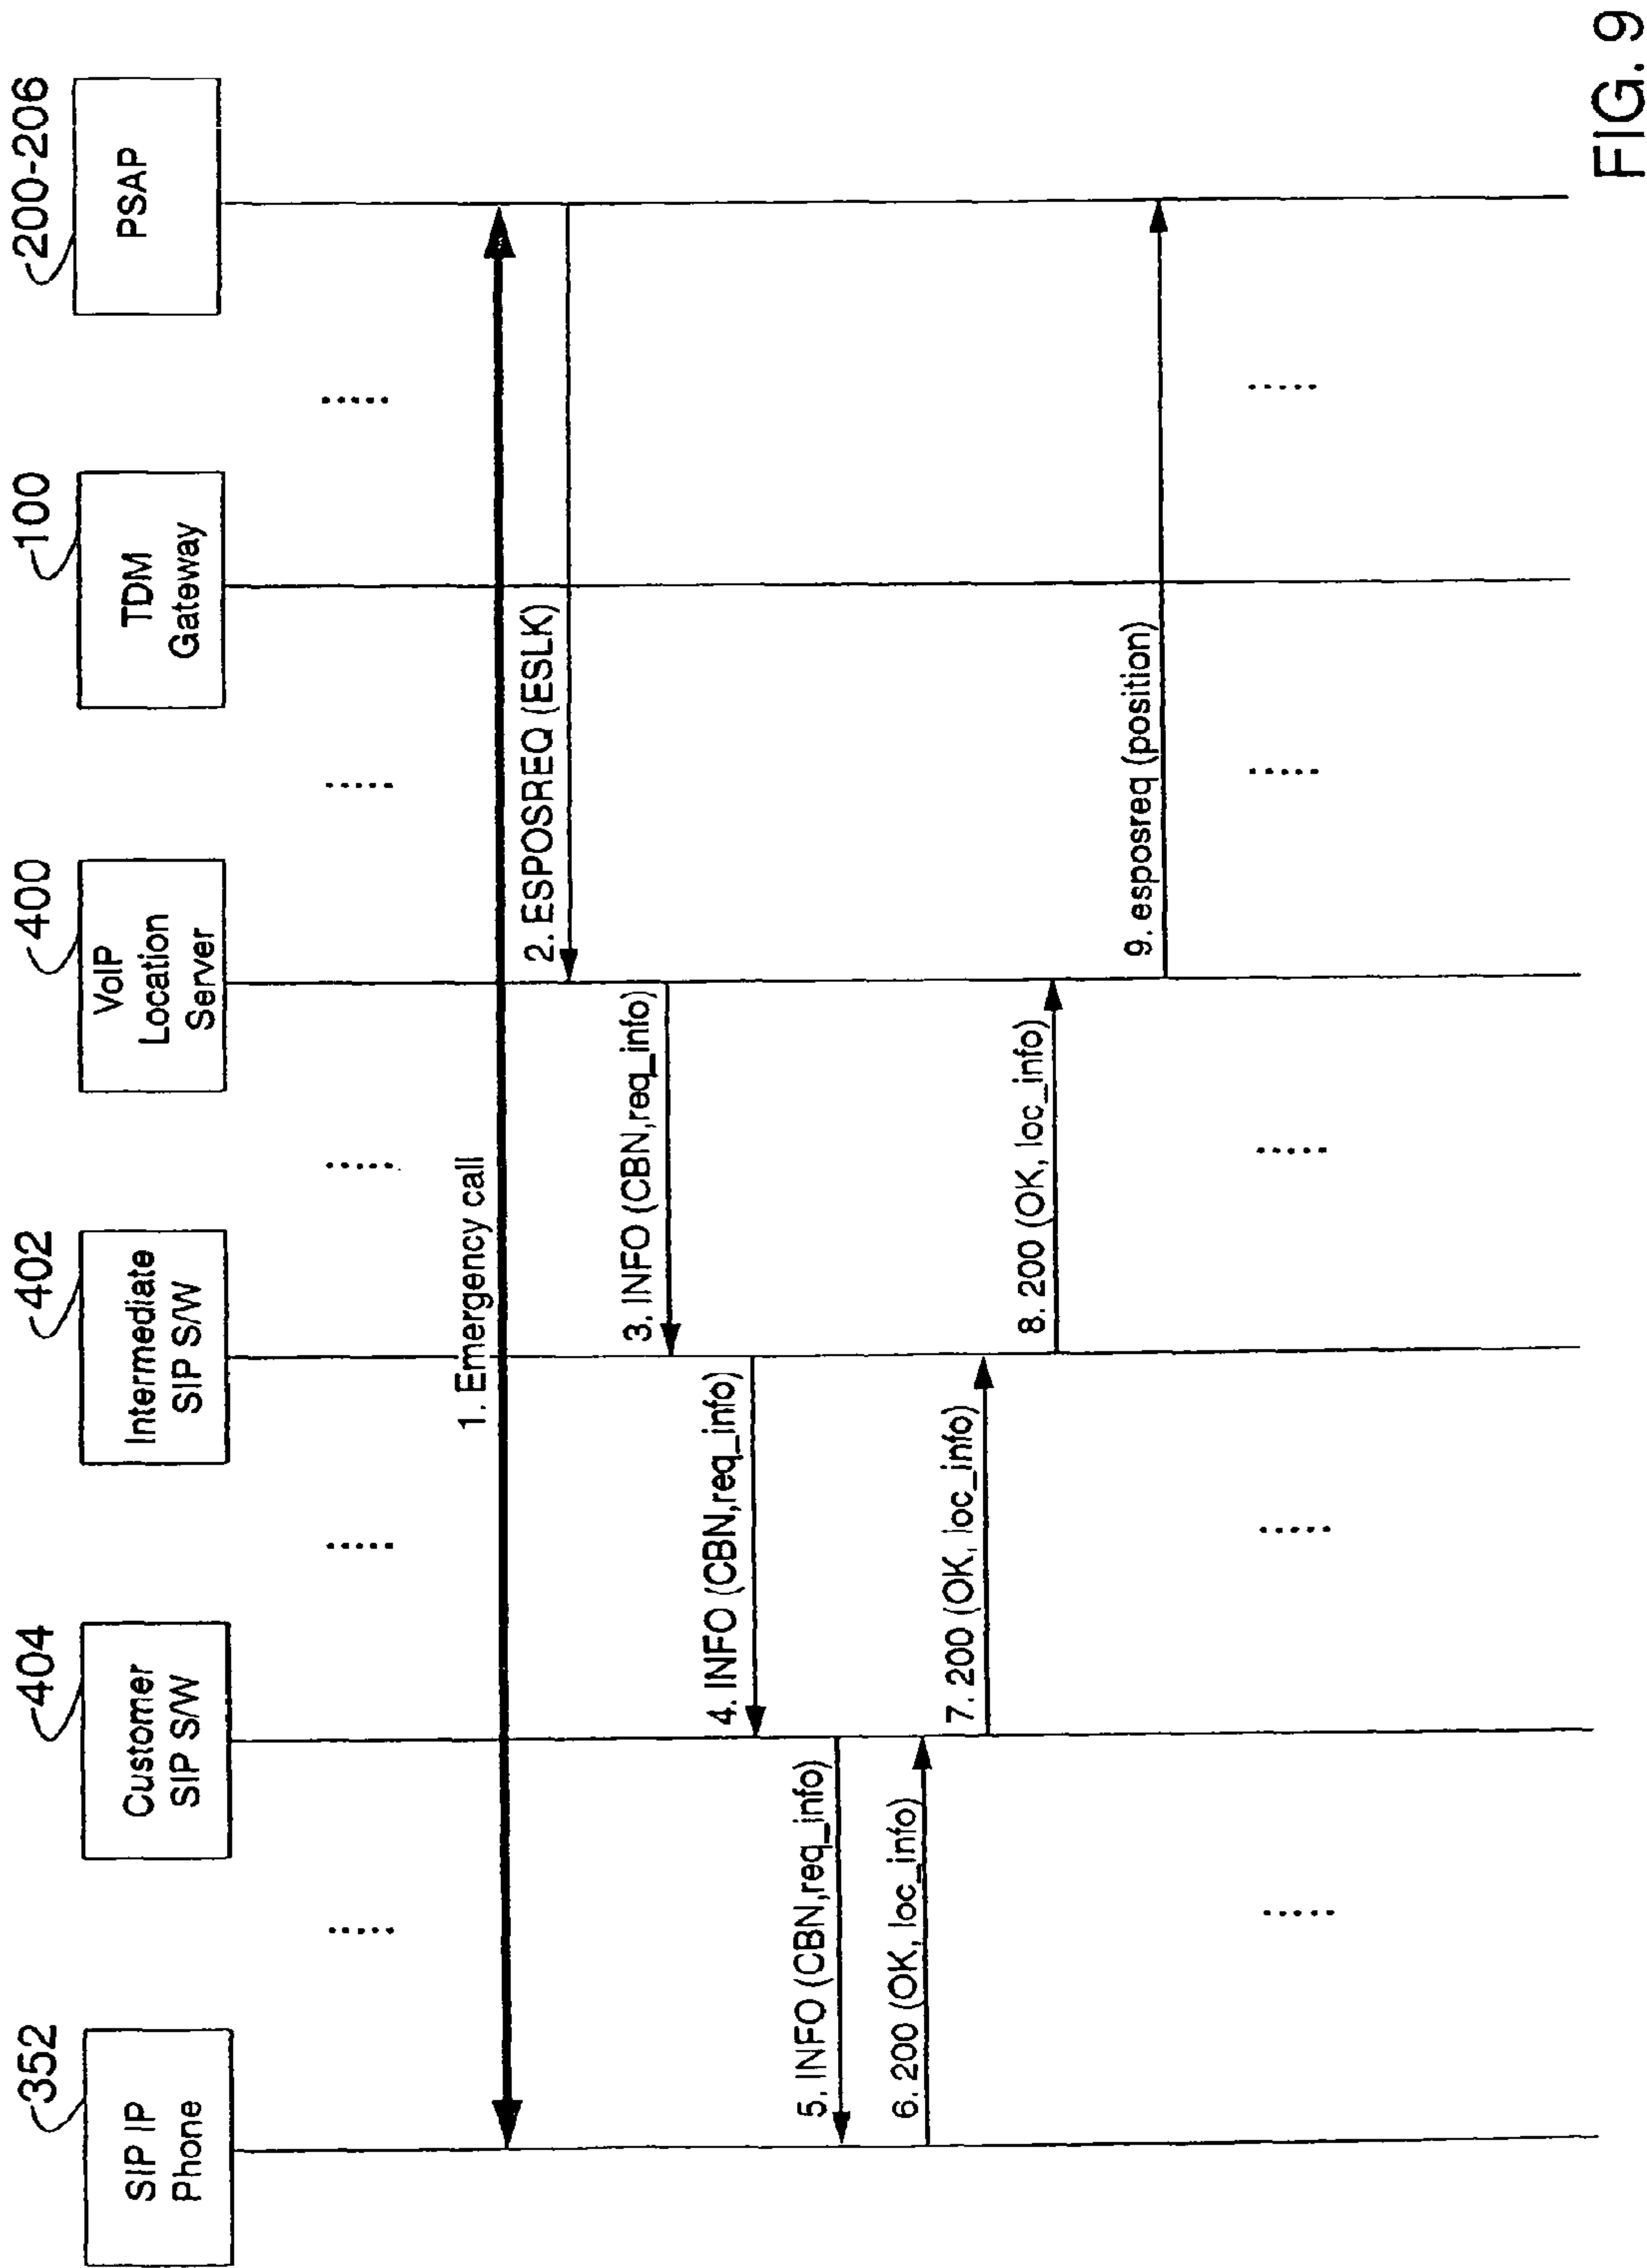 352
404
402
400
100
200-206
SIP IP
Phone
Customer
SIP S/W
Intermediate
SIP S/W
VoIP
Location
Server
TDM
Gateway
PSAP
1. Emergency call
2. ESPOSREQ (ESLK)
3. INFO (CBN,req_info)
4. INFO (CBN,req_info)
5. INFO (CBN,req_info)
6. 200 (OK, loc_info)
7. 200 (OK, loc_info)
8. 200 (OK, loc_info)
9. esposreq (position)
FIG. 9